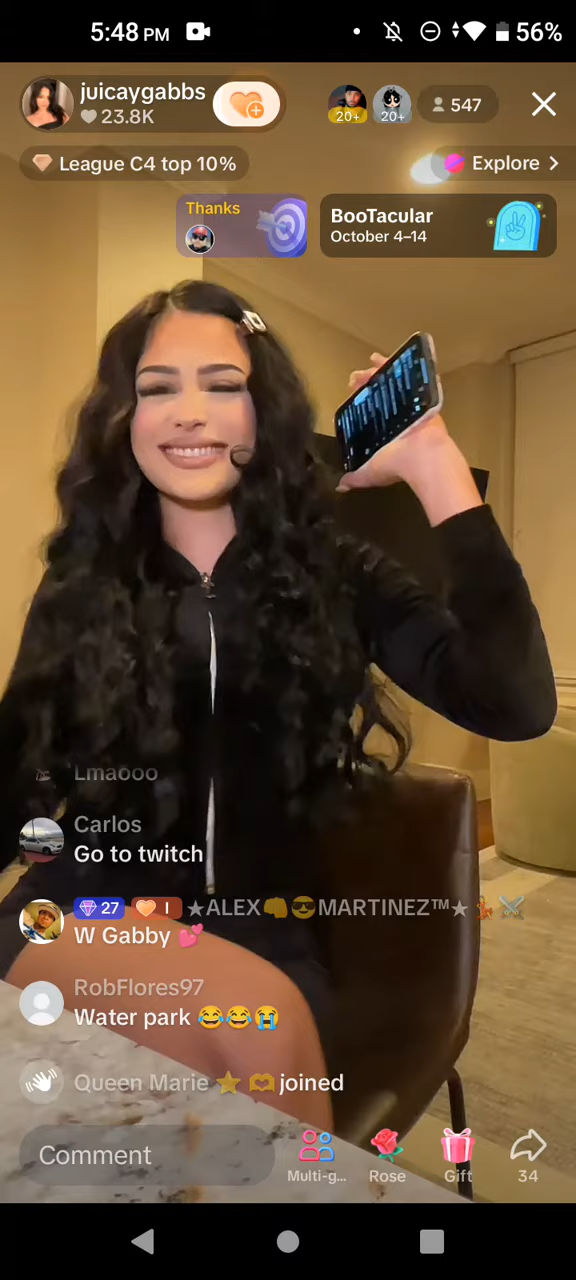 5:48 PM
56%
juicaygabbs
23.8K
20+
20+
547
League C4 top 10%
Explore
Thanks
BooTacular
October 4–14
Lmaooo
Carlos
Go to twitch
27
I
★ALEX👊😎MARTINEZ™★💃⚔️
W Gabby 💕
RobFlores97
Water park 😂😂😭
Queen Marie ⭐ 🫶 joined
Comment
Multi-g...
Rose
Gift
34